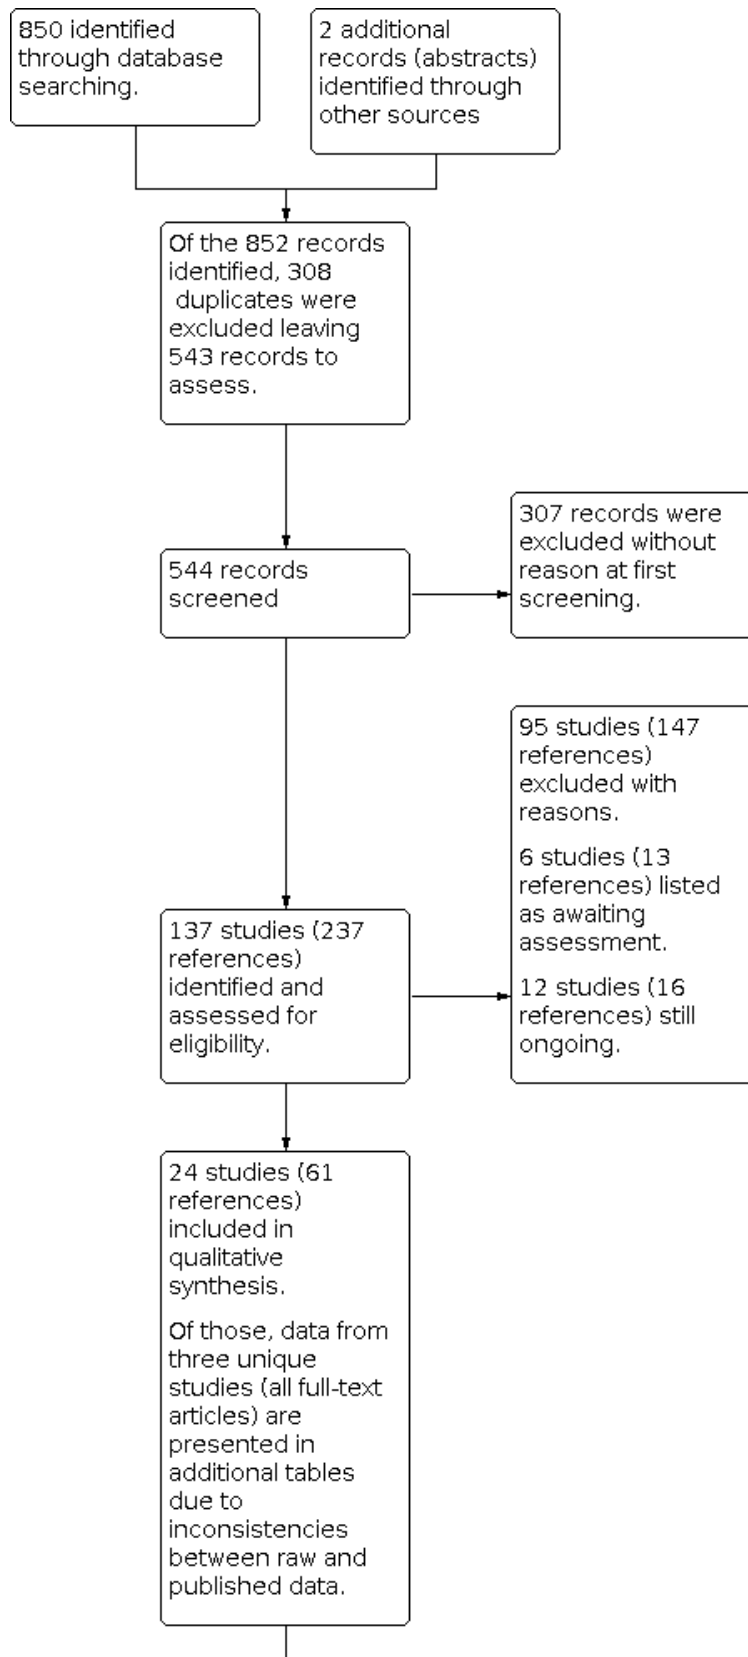 850 identified
through database
searching.
2 additional
records (abstracts)
identified through
other sources
Of the 852 records
identified, 308
duplicates were
excluded leaving
543 records to
assess.
544 records
screened
307 records were
excluded without
reason at first
screening.
95 studies (147
references)
excluded with
reasons.
6 studies (13
references) listed
as awaiting
assessment.
12 studies (16
references) still
ongoing.
137 studies (237
references)
identified and
assessed for
eligibility.
24 studies (61
references)
included in
qualitative
synthesis.
Of those, data from
three unique
studies (all full-text
articles) are
presented in
additional tables
due to
inconsistencies
between raw and
published data.